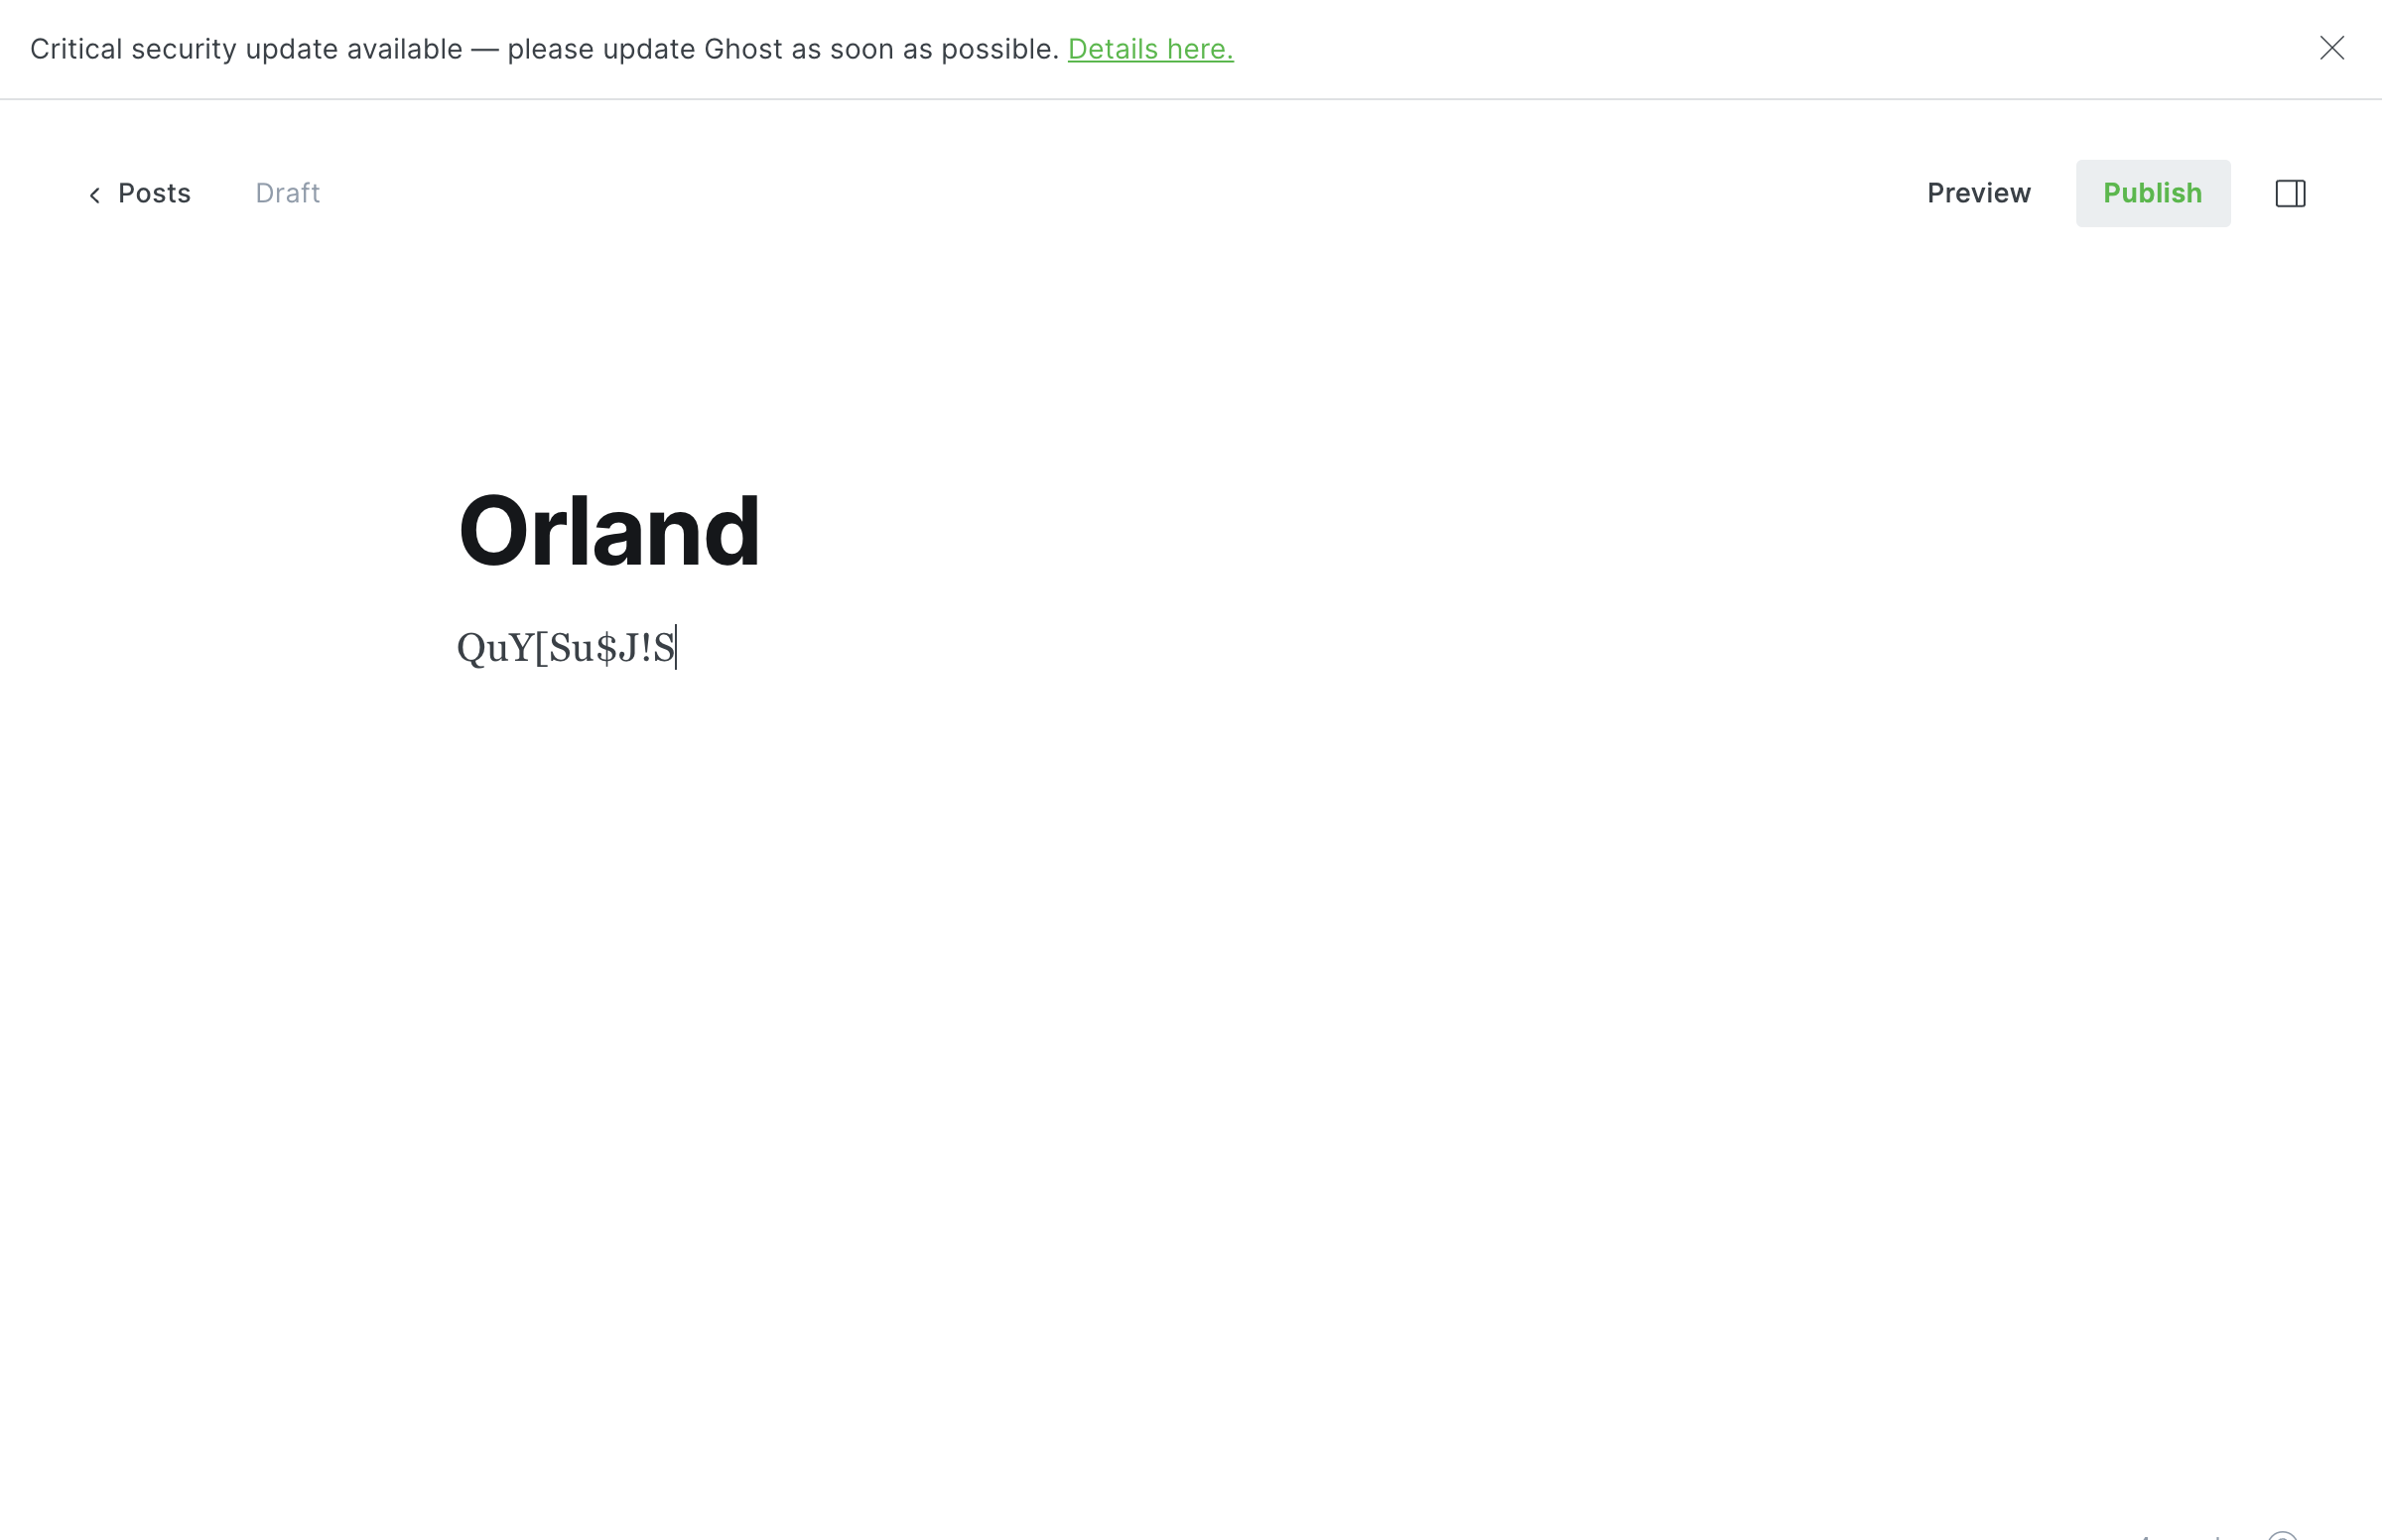 Critical security update available — please update Ghost as soon as possible. Details here.
Posts Draft Preview Publish
Orland
QuY[Su$J!S